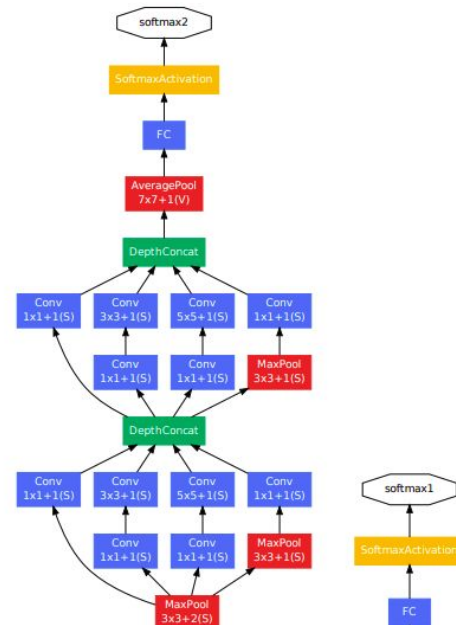 softmax2
SoftmaxActivation
FC
AveragePool
7x7+1(V)
DepthConcat
Conv
1x1+1(S)
Conv
3x3+1(S)
Conv
5x5+1(S)
Conv
1x1+1(S)
Conv
1x1+1(S)
Conv
1x1+1(S)
MaxPool
3x3+1(S)
DepthConcat
Conv
1x1+1(S)
Conv
3x3+1(S)
Conv
5x5+1(S)
Conv
1x1+1(S)
softmax1
Conv
1x1+1(S)
Conv
1x1+1(S)
MaxPool
3x3+1(S)
SoftmaxActivation
MaxPool
3x3+2(S)
FC